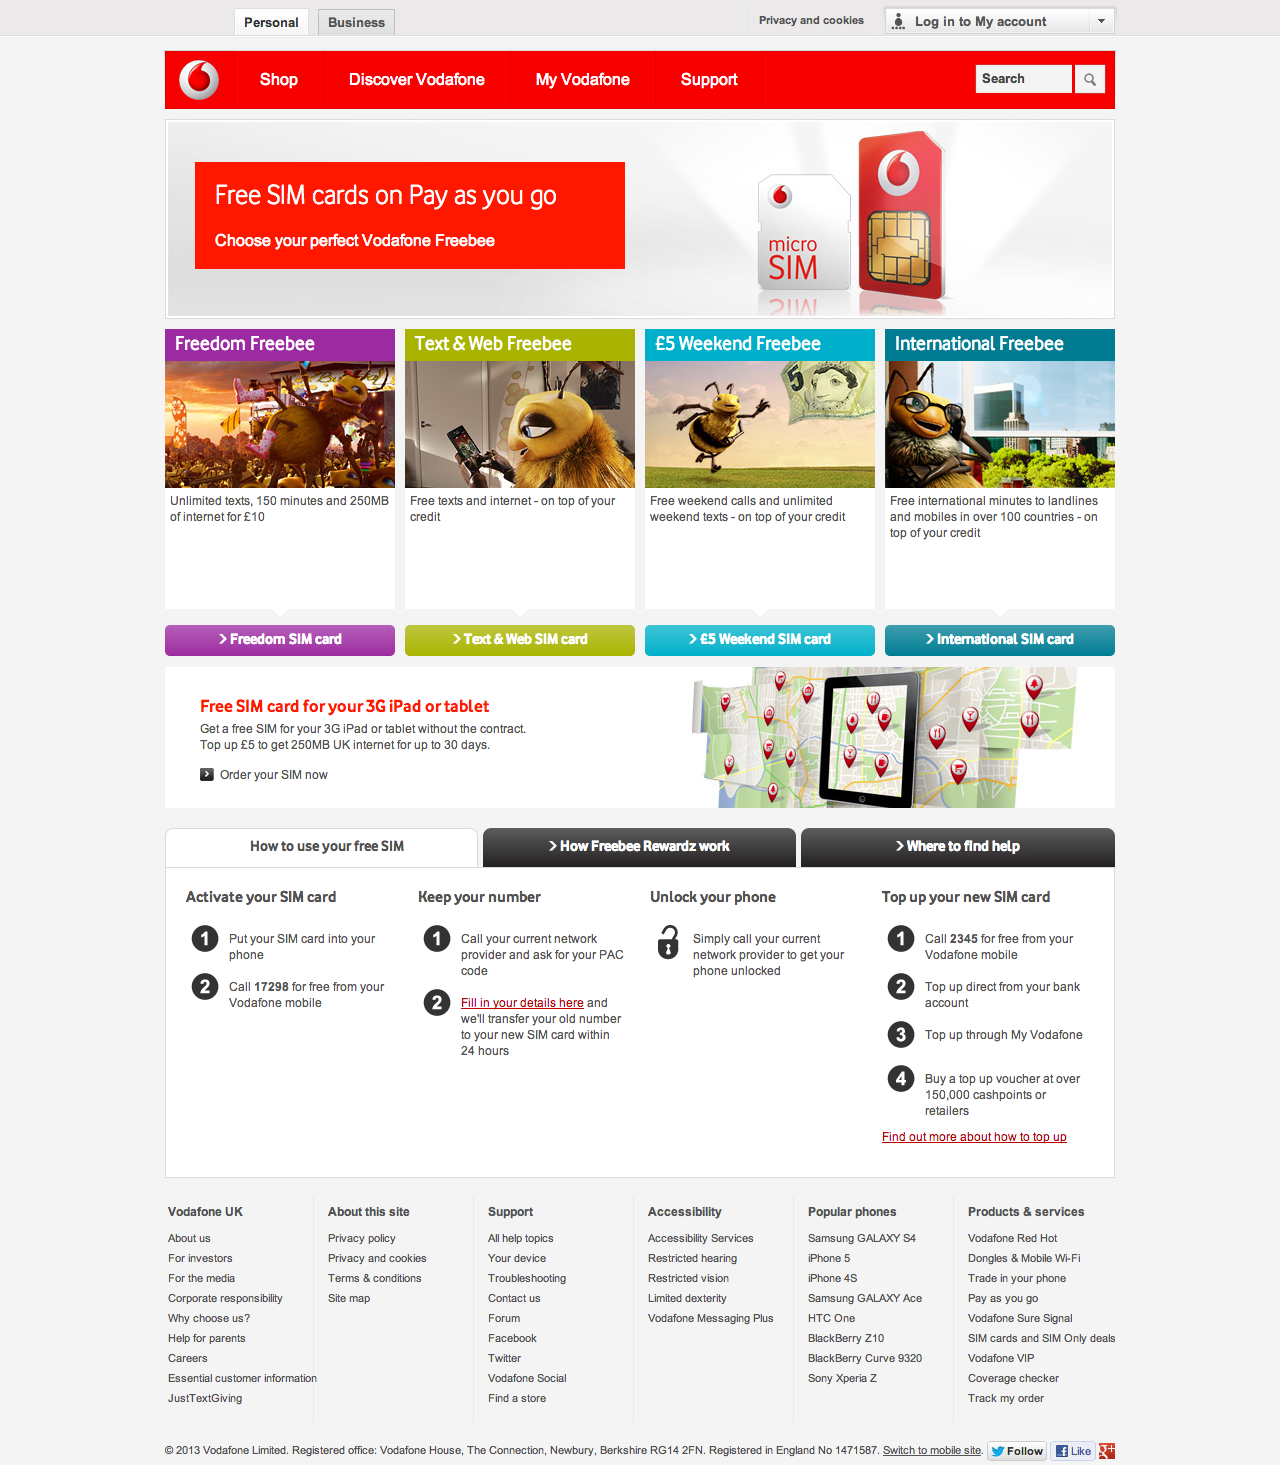 Personal
Business
Privacy and cookies
Log in to My account
Shop
Discover Vodafone
My Vodafone
Support
Search
Free SIM cards on Pay as you go
Choose your perfect Vodafone Freebee
micro
SIM
Freedom Freebee
Unlimited texts, 150 minutes and 250MB
of internet for £10
> Freedom SIM card
Text & Web Freebee
Free texts and internet - on top of your
credit
> Text & Web SIM card
£5 Weekend Freebee
5
Free weekend calls and unlimited
weekend texts - on top of your credit
> £5 Weekend SIM card
International Freebee
Free international minutes to landlines
and mobiles in over 100 countries - on
top of your credit
> International SIM card
Free SIM card for your 3G iPad or tablet
Get a free SIM for your 3G iPad or tablet without the contract.
Top up £5 to get 250MB UK internet for up to 30 days.
Order your SIM now
How to use your free SIM
> How Freebee Rewardz work
> Where to find help
Activate your SIM card
1 Put your SIM card into your
phone
2 Call 17298 for free from your
Vodafone mobile
Keep your number
1 Call your current network
provider and ask for your PAC
code
2 Fill in your details here and
we'll transfer your old number
to your new SIM card within
24 hours
Unlock your phone
Simply call your current
network provider to get your
phone unlocked
Top up your new SIM card
1 Call 2345 for free from your
Vodafone mobile
2 Top up direct from your bank
account
3 Top up through My Vodafone
4 Buy a top up voucher at over
150,000 cashpoints or
retailers
Find out more about how to top up
Vodafone UK
About us
For investors
For the media
Corporate responsibility
Why choose us?
Help for parents
Careers
Essential customer information
JustTextGiving
About this site
Privacy policy
Privacy and cookies
Terms & conditions
Site map
Support
All help topics
Your device
Troubleshooting
Contact us
Forum
Facebook
Twitter
Vodafone Social
Find a store
Accessibility
Accessibility Services
Restricted hearing
Restricted vision
Limited dexterity
Vodafone Messaging Plus
Popular phones
Samsung GALAXY S4
iPhone 5
iPhone 4S
Samsung GALAXY Ace
HTC One
BlackBerry Z10
BlackBerry Curve 9320
Sony Xperia Z
Products & services
Vodafone Red Hot
Dongles & Mobile Wi-Fi
Trade in your phone
Pay as you go
Vodafone Sure Signal
SIM cards and SIM Only deals
Vodafone VIP
Coverage checker
Track my order
© 2013 Vodafone Limited. Registered office: Vodafone House, The Connection, Newbury, Berkshire RG14 2FN. Registered in England No 1471587. Switch to mobile site. Follow Like g+